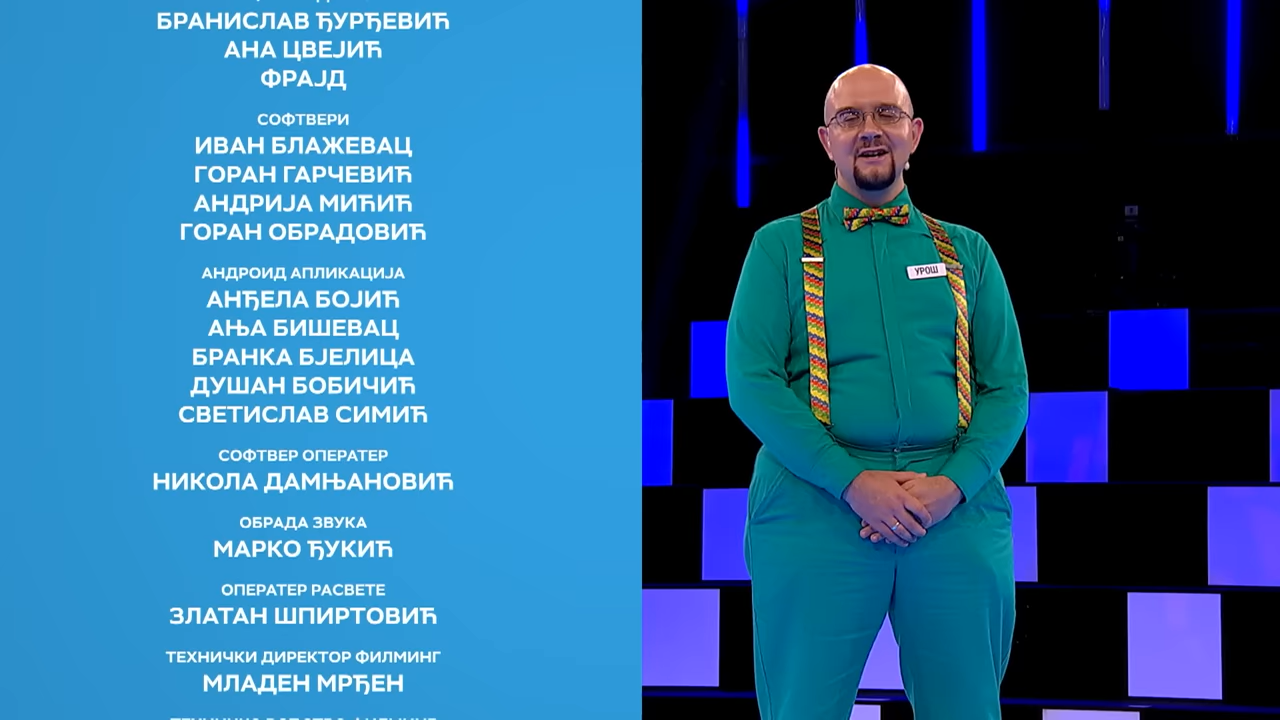 БРАНИСЛАВ ЂУРЂЕВИЋ
АНА ЦВЕЈИЋ
ФРАЈД
СОФТВЕРИ
ИВАН БЛАЖЕВАЦ
ГОРАН ГАРЧЕВИЋ
АНДРИЈА МИЋИЋ
ГОРАН ОБРАДОВИЋ
АНДРОИД АПЛИКАЦИЈА
АНЂЕЛА БОЈИЋ
АЊА БИШЕВАЦ
БРАНКА БЈЕЛИЦА
ДУШАН БОБИЧИЋ
СВЕТИСЛАВ СИМИЋ
СОФТВЕР ОПЕРАТЕР
НИКОЛА ДАМЊАНОВИЋ
ОБРАДА ЗВУКА
МАРКО ЂУКИЋ
ОПЕРАТЕР РАСВЕТЕ
ЗЛАТАН ШПИРТОВИЋ
ТЕХНИЧКИ ДИРЕКТОР ФИЛМИНГ
МЛАДЕН МРЂЕН
УРОШ